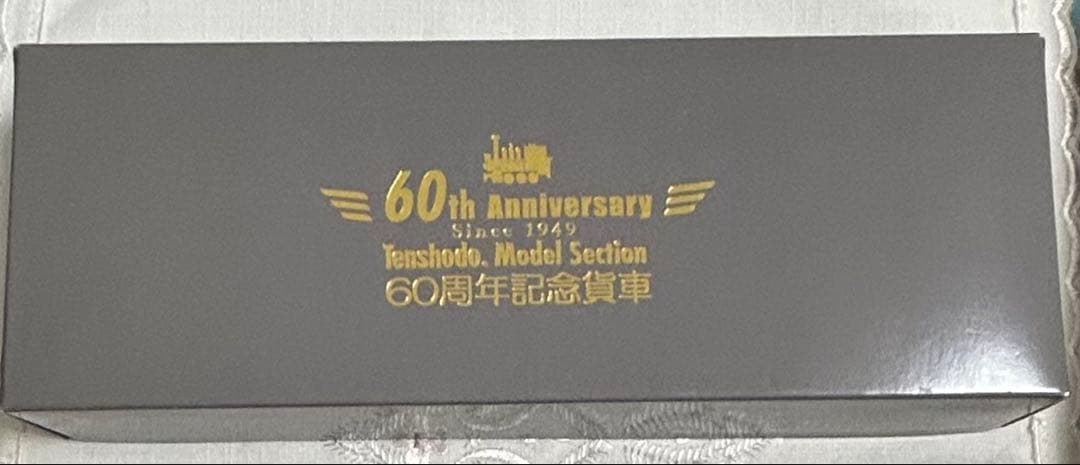 60th Anniversary
Since 1949
Tenshodo. Model Section
60周年記念貨車